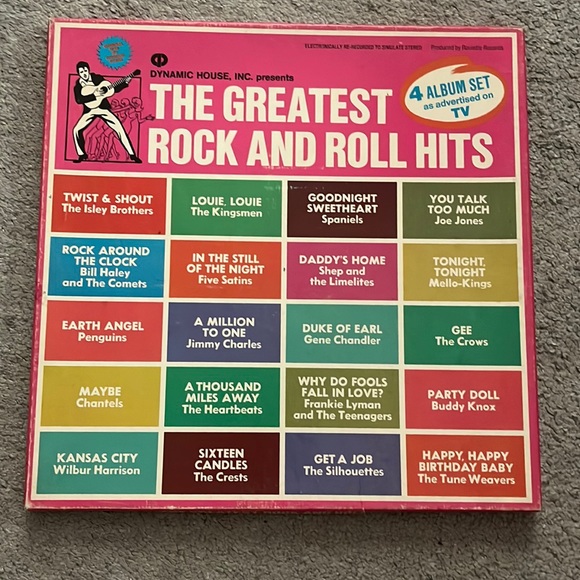 ELECTRONICALLY RE-RECORDED TO SIMULATE STEREO
Produced by Roulette Records
DYNAMIC HOUSE, INC. presents
THE GREATEST
ROCK AND ROLL HITS
4 ALBUM SET
as advertised on
TV
TWIST & SHOUT
The Isley Brothers
LOUIE, LOUIE
The Kingsmen
GOODNIGHT
SWEETHEART
Spaniels
YOU TALK
TOO MUCH
Joe Jones
ROCK AROUND
THE CLOCK
Bill Haley
and The Comets
IN THE STILL
OF THE NIGHT
Five Satins
DADDY'S HOME
Shep and
the Limelites
TONIGHT,
TONIGHT
Mello-Kings
EARTH ANGEL
Penguins
A MILLION
TO ONE
Jimmy Charles
DUKE OF EARL
Gene Chandler
GEE
The Crows
MAYBE
Chantels
A THOUSAND
MILES AWAY
The Heartbeats
WHY DO FOOLS
FALL IN LOVE?
Frankie Lyman
and The Teenagers
PARTY DOLL
Buddy Knox
KANSAS CITY
Wilbur Harrison
SIXTEEN
CANDLES
The Crests
GET A JOB
The Silhouettes
HAPPY, HAPPY
BIRTHDAY BABY
The Tune Weavers